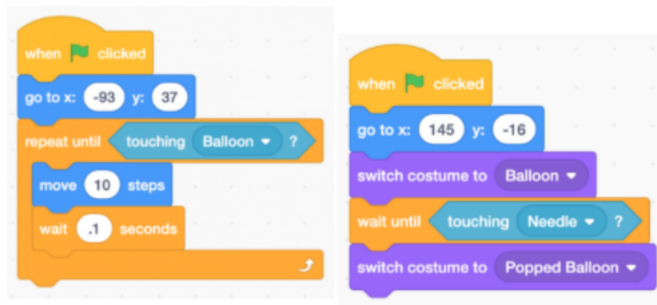 when clicked
go to x: -93 y: 37
repeat until touching Balloon ?
move 10 steps
wait .1 seconds
when clicked
go to x: 145 y: -16
switch costume to Balloon
wait until touching Needle ?
switch costume to Popped Balloon